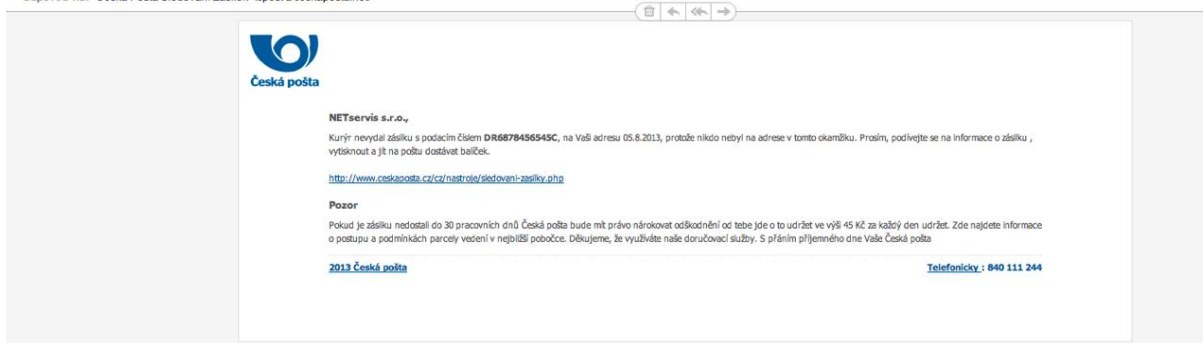 Česká pošta
NETservis s.r.o.,
Kurýr nevydal zásilku s podacím číslem DR6878456545C, na Vaši adresu 05.8.2013, protože nikdo nebyl na adrese v tomto okamžiku. Prosím, podívejte se na informace o zásilku ,
vytisknout a jít na poštu dostávat balíček.
http://www.ceskaposta.cz/cz/nastroje/sledovani-zasilky.php
Pozor
Pokud je zásilku nedostali do 30 pracovních dnů Česká pošta bude mít právo nárokovat odškodnění od tebe jde o to udržet ve výši 45 Kč za každý den udržet. Zde najdete informace
o postupu a podmínkách parcely vedení v nejbližší pobočce. Děkujeme, že využíváte naše doručovací služby. S přáním příjemného dne Vaše Česká pošta
2013 Česká pošta
Telefonicky : 840 111 244